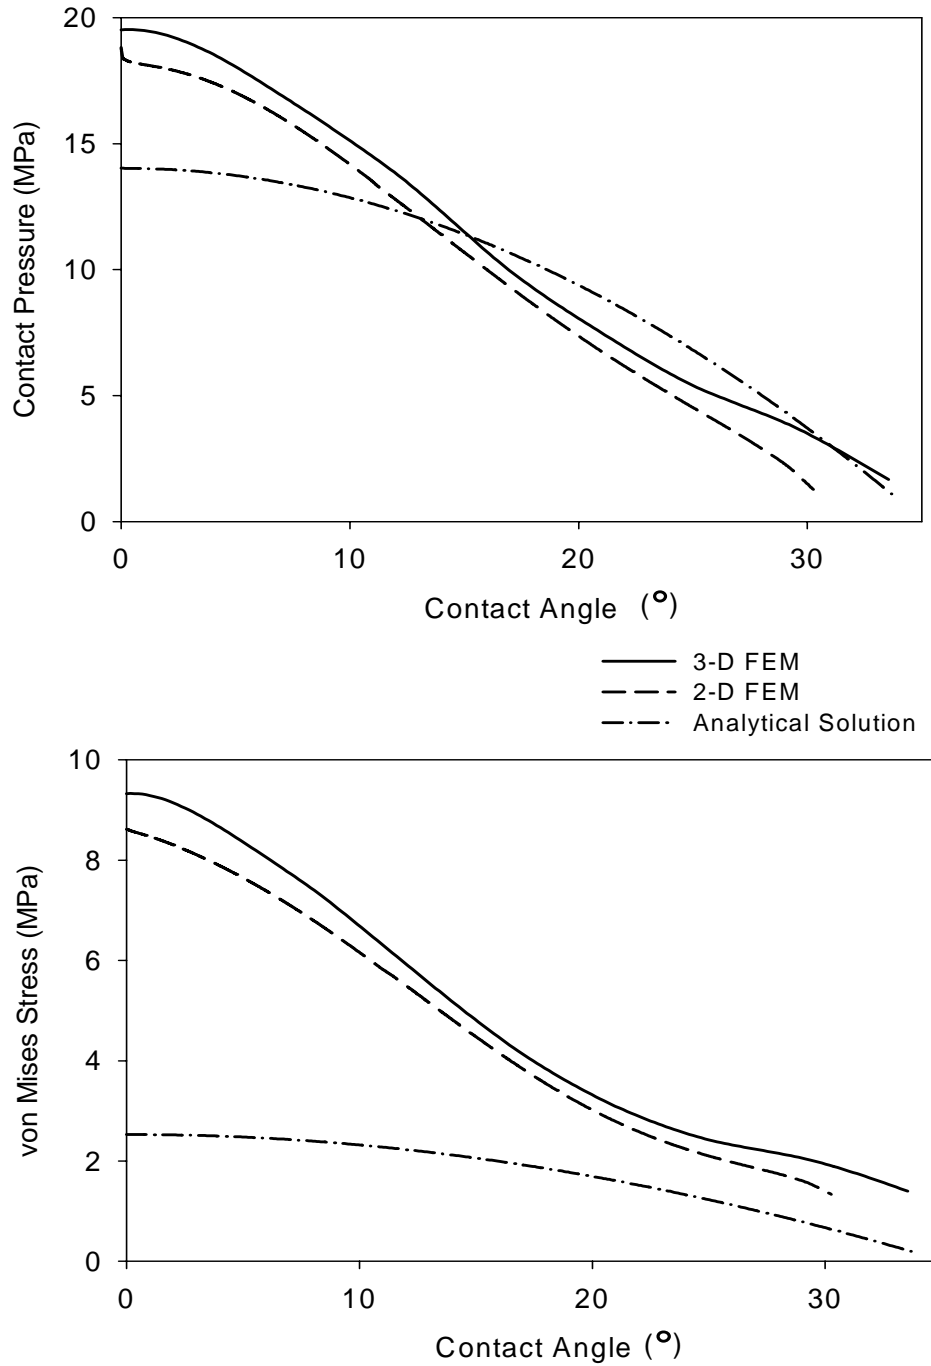 20
15
10
5
0
Contact Pressure (MPa)
0 10 20 30
Contact Angle (°)
3-D FEM
2-D FEM
Analytical Solution
10
8
6
4
2
0
von Mises Stress (MPa)
0 10 20 30
Contact Angle (°)